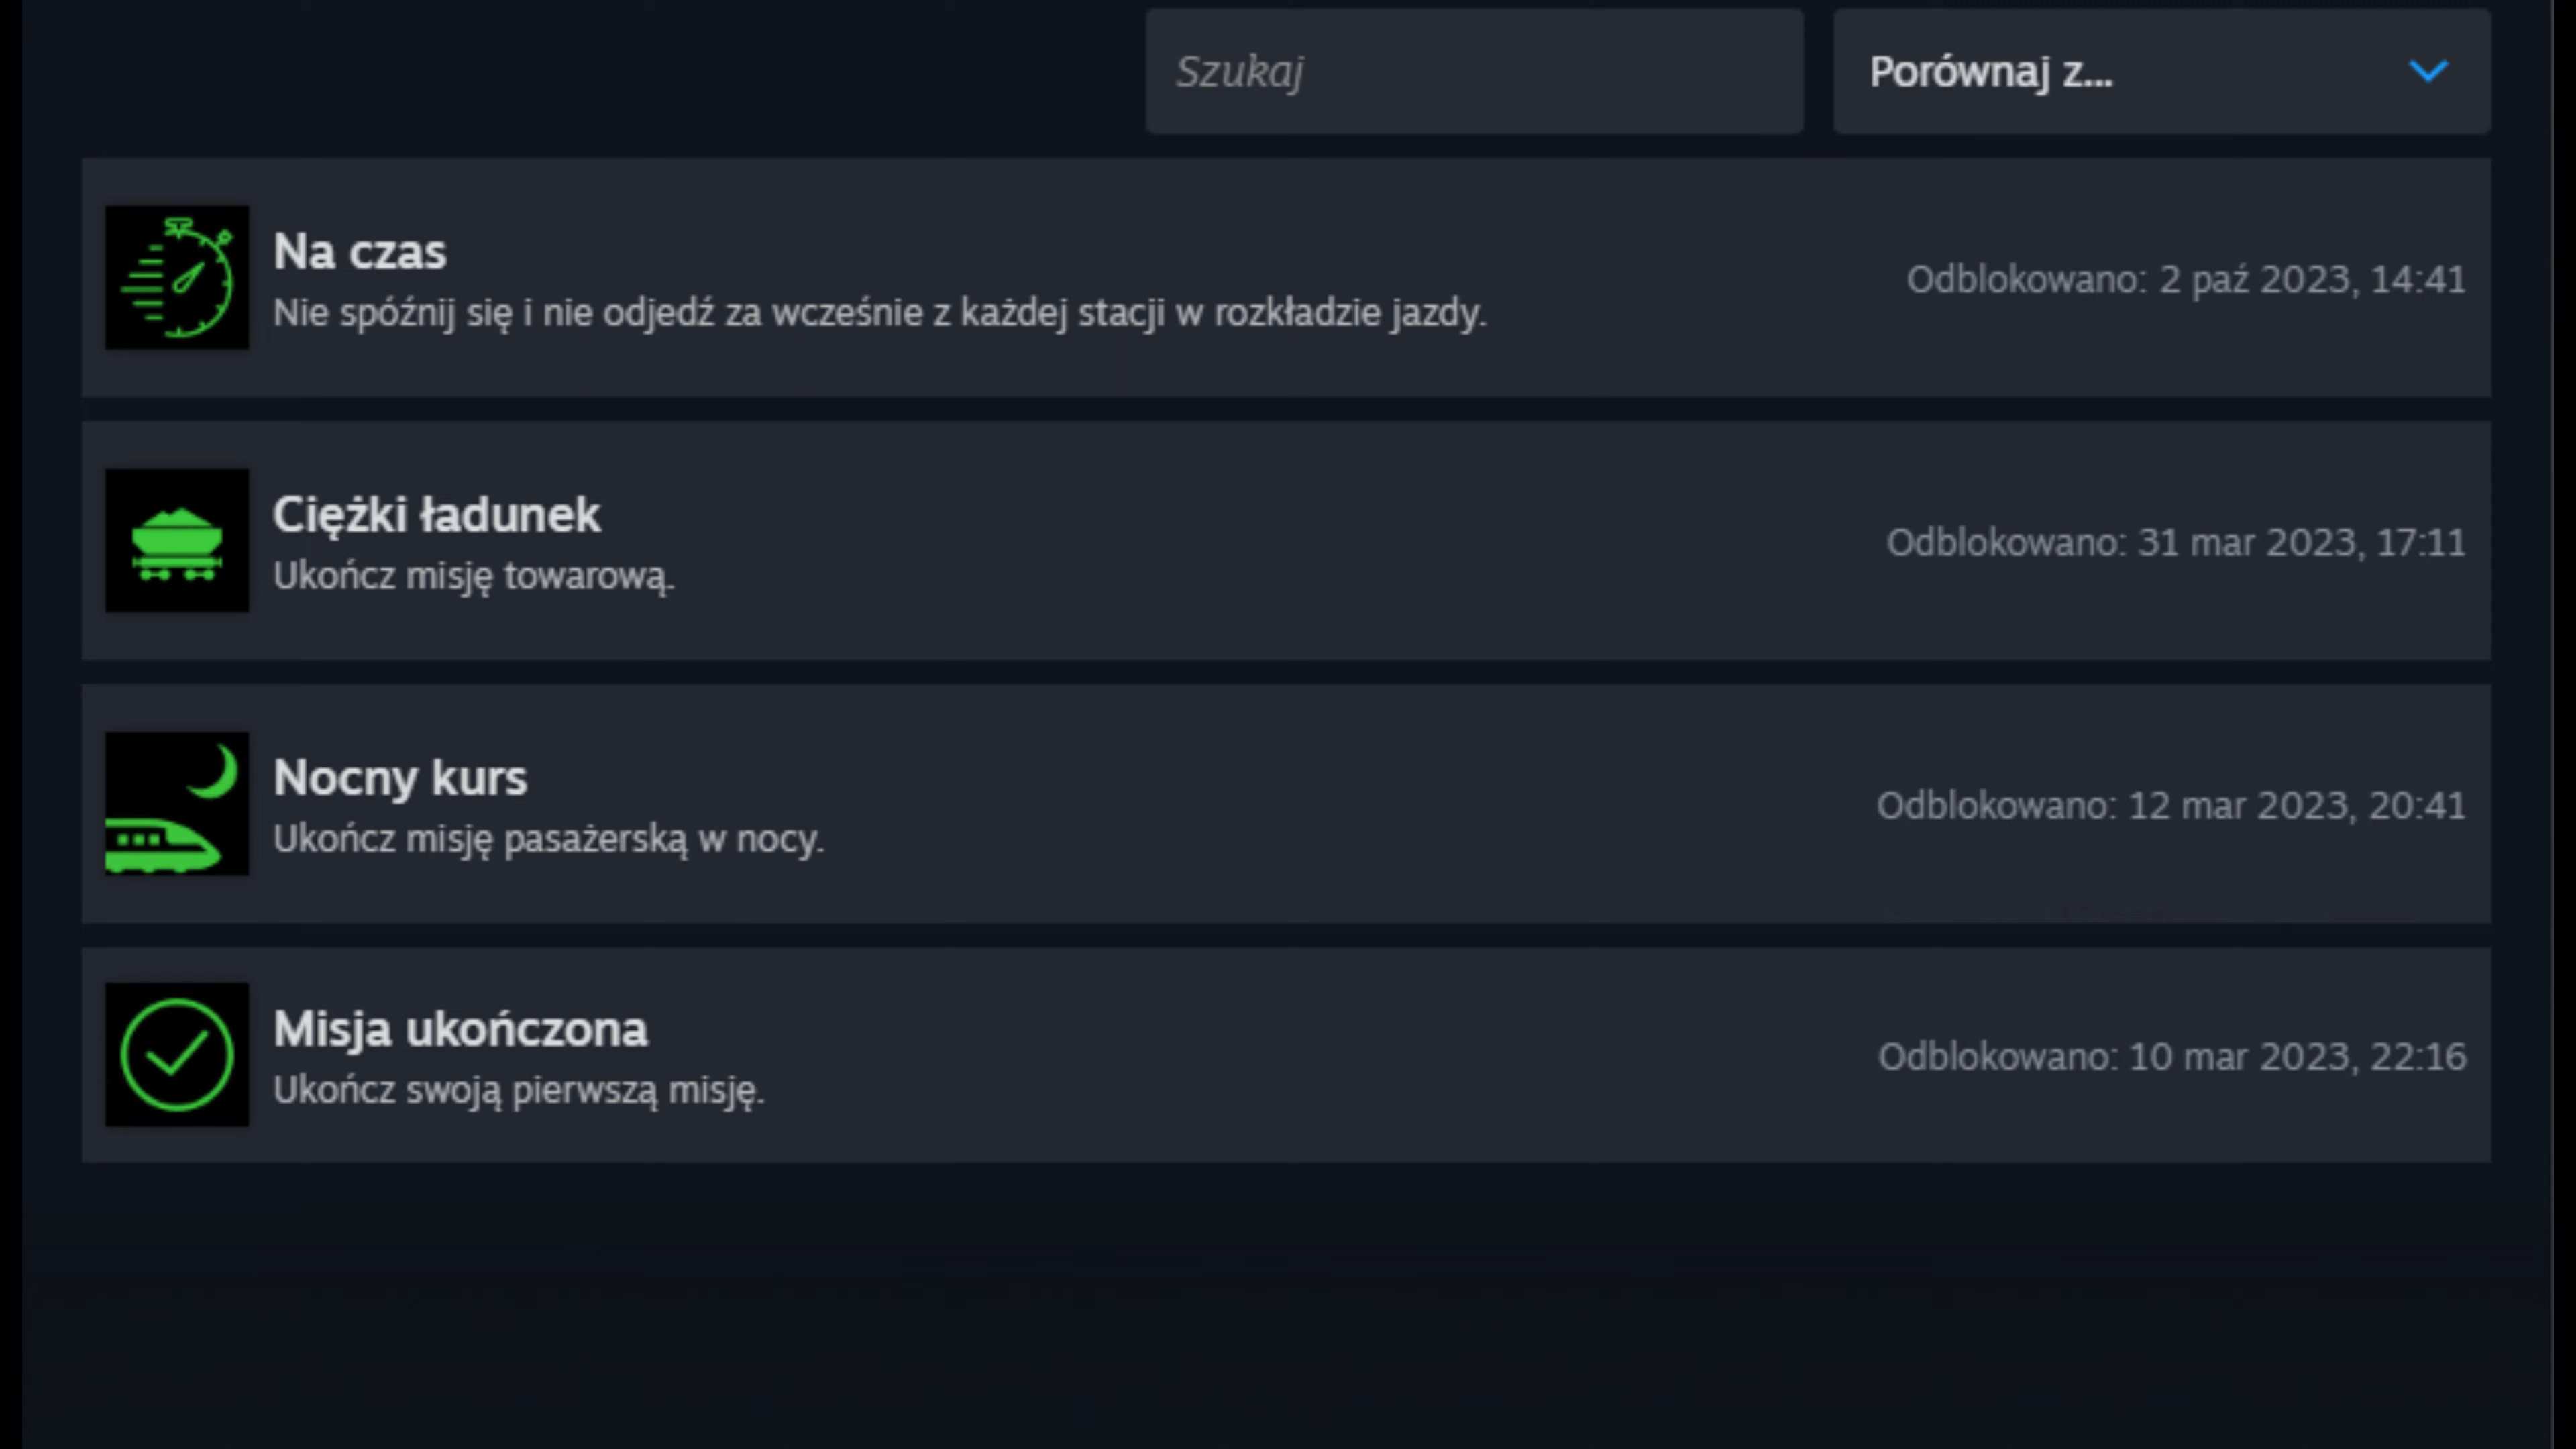 Szukaj
Porównaj z...
Na czas
Nie spóźnij się i nie odjedź za wcześnie z każdej stacji w rozkładzie jazdy.
Odblokowano: 2 paź 2023, 14:41
Ciężki ładunek
Ukończ misję towarową.
Odblokowano: 31 mar 2023, 17:11
Nocny kurs
Ukończ misję pasażerską w nocy.
Odblokowano: 12 mar 2023, 20:41
Misja ukończona
Ukończ swoją pierwszą misję.
Odblokowano: 10 mar 2023, 22:16